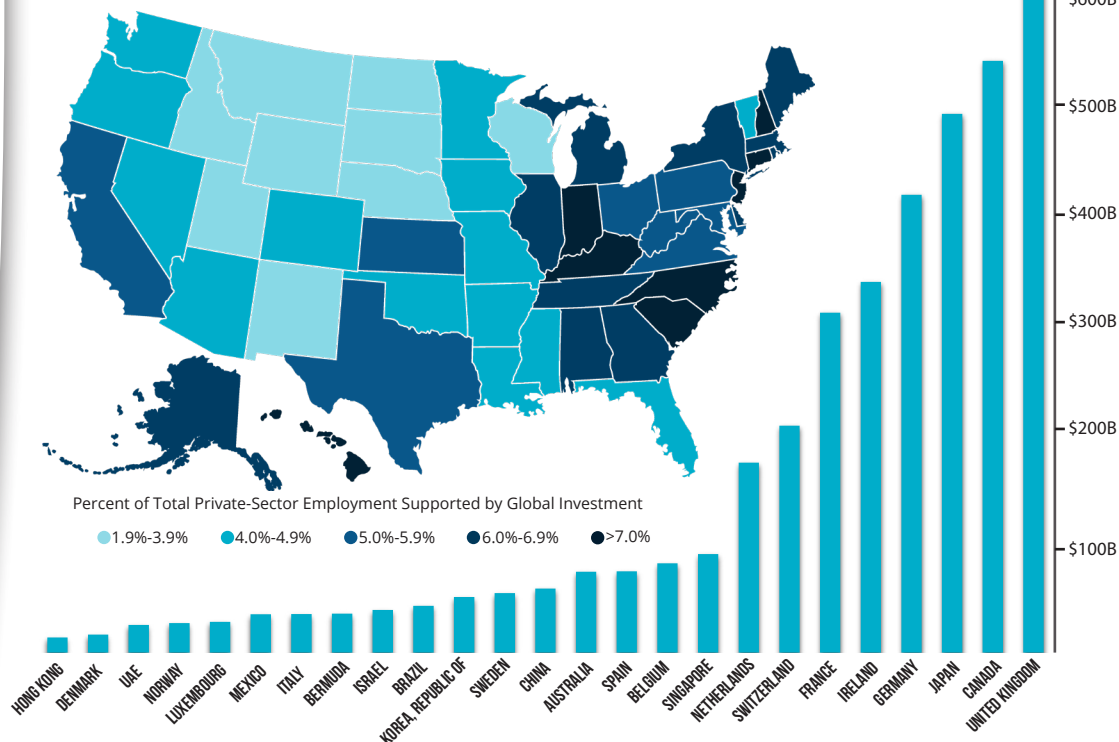 $600B
$500B
$400B
$300B
$200B
$100B
Percent of Total Private-Sector Employment Supported by Global Investment
1.9%-3.9% 4.0%-4.9% 5.0%-5.9% 6.0%-6.9% >7.0%
HONG KONG
DENMARK
UAE
NORWAY
LUXEMBOURG
MEXICO
ITALY
BERMUDA
ISRAEL
BRAZIL
KOREA, REPUBLIC OF
SWEDEN
CHINA
AUSTRALIA
SPAIN
BELGIUM
SINGAPORE
NETHERLANDS
SWITZERLAND
FRANCE
IRELAND
GERMANY
JAPAN
CANADA
UNITED KINGDOM